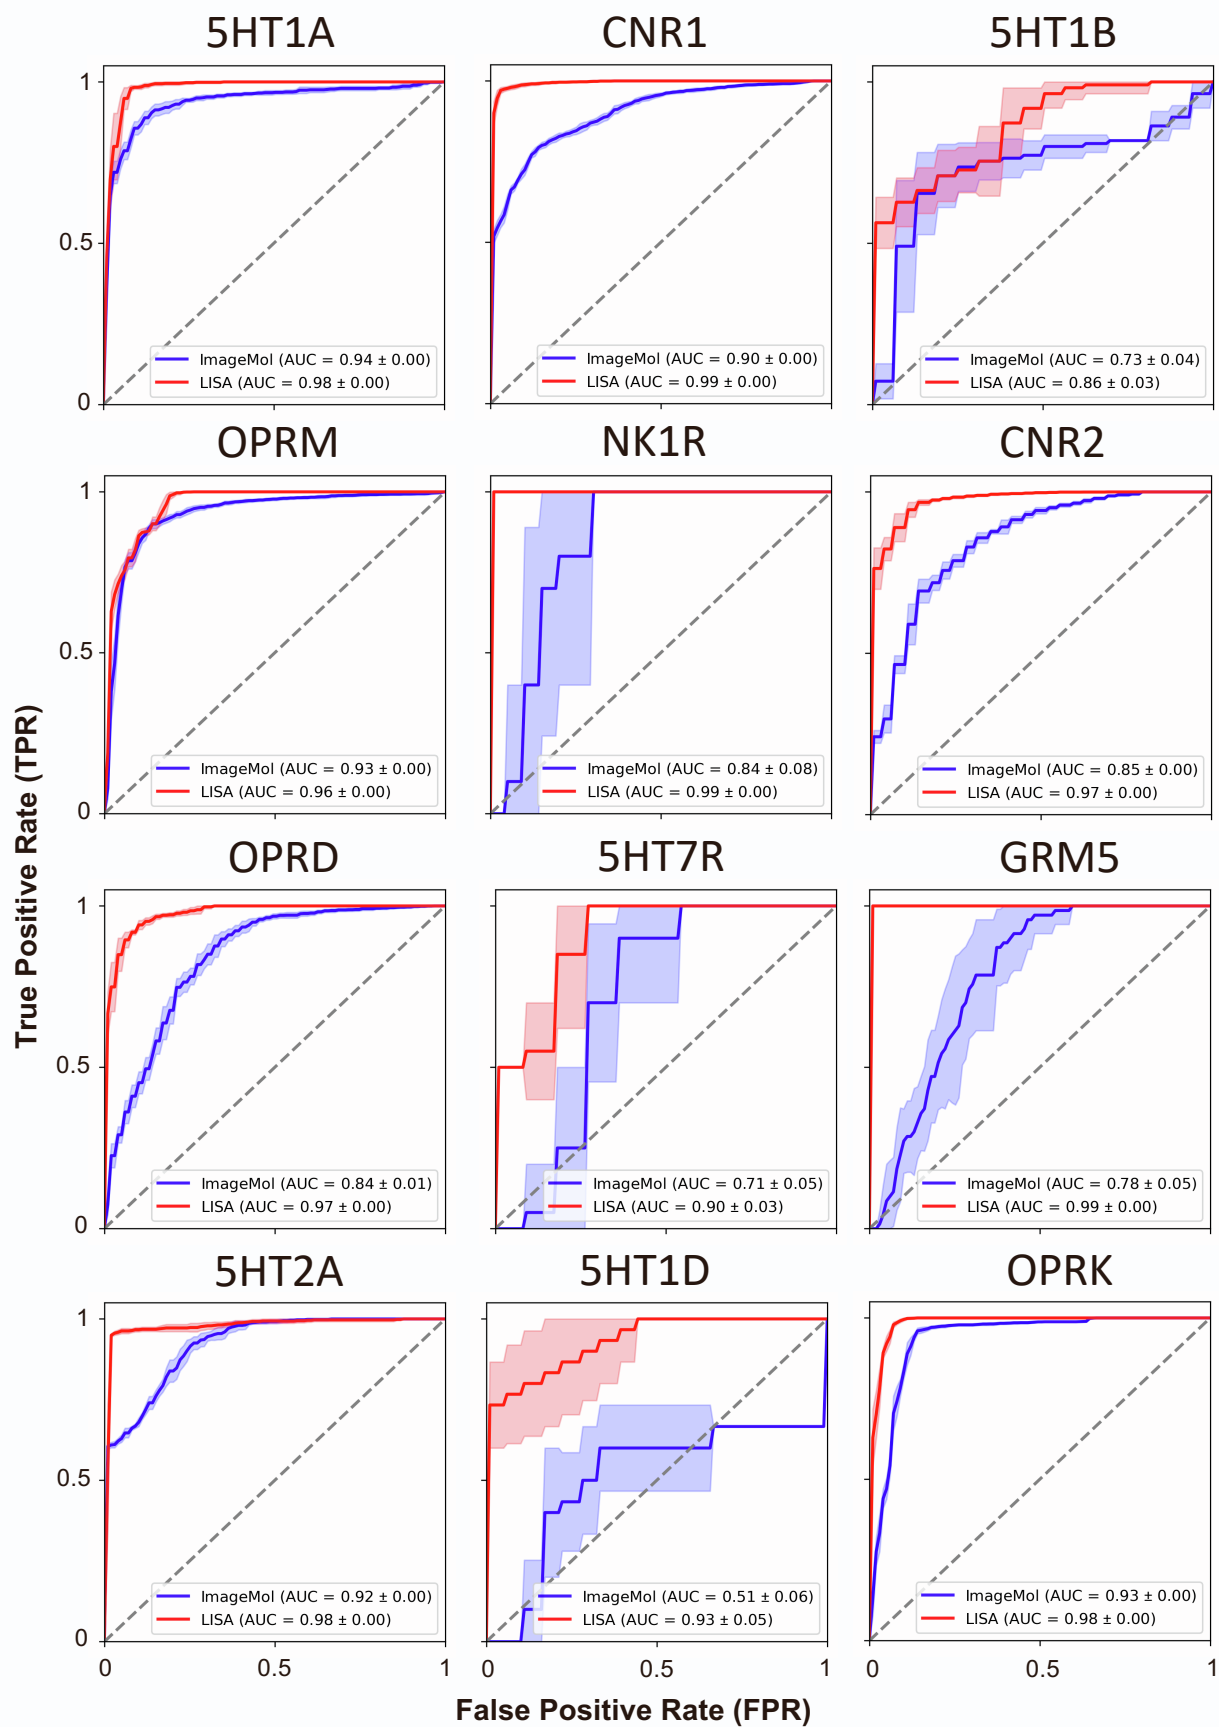 5HT1A
CNR1
5HT1B
1
0.5
0
ImageMol (AUC = 0.94 ± 0.00)
LISA (AUC = 0.98 ± 0.00)
ImageMol (AUC = 0.90 ± 0.00)
LISA (AUC = 0.99 ± 0.00)
ImageMol (AUC = 0.73 ± 0.04)
LISA (AUC = 0.86 ± 0.03)
OPRM
NK1R
CNR2
1
0.5
0
ImageMol (AUC = 0.93 ± 0.00)
LISA (AUC = 0.96 ± 0.00)
ImageMol (AUC = 0.84 ± 0.08)
LISA (AUC = 0.99 ± 0.00)
ImageMol (AUC = 0.85 ± 0.00)
LISA (AUC = 0.97 ± 0.00)
True Positive Rate (TPR)
OPRD
5HT7R
GRM5
1
0.5
0
ImageMol (AUC = 0.84 ± 0.01)
LISA (AUC = 0.97 ± 0.00)
ImageMol (AUC = 0.71 ± 0.05)
LISA (AUC = 0.90 ± 0.03)
ImageMol (AUC = 0.78 ± 0.05)
LISA (AUC = 0.99 ± 0.00)
5HT2A
5HT1D
OPRK
1
0.5
0
ImageMol (AUC = 0.92 ± 0.00)
LISA (AUC = 0.98 ± 0.00)
ImageMol (AUC = 0.51 ± 0.06)
LISA (AUC = 0.93 ± 0.05)
ImageMol (AUC = 0.93 ± 0.00)
LISA (AUC = 0.98 ± 0.00)
0 0.5 1
0 0.5 1
0 0.5 1
False Positive Rate (FPR)